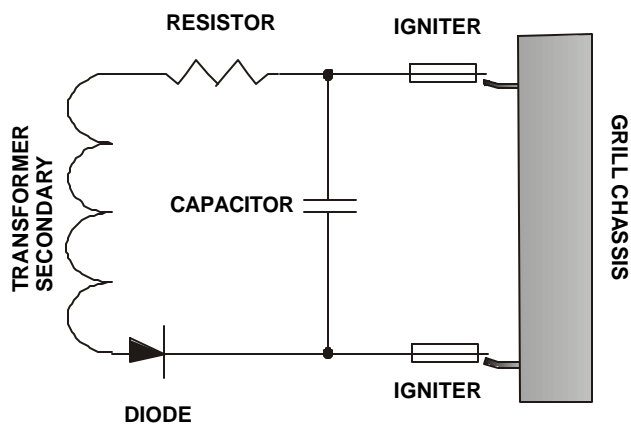 RESISTOR
IGNITER
TRANSFORMER
SECONDARY
CAPACITOR
GRILL CHASSIS
IGNITER
DIODE